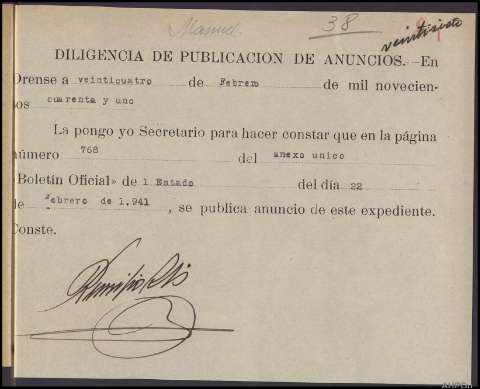 Manuel
38
veintisiete
DILIGENCIA DE PUBLICACION DE ANUNCIOS.—En
Orense a veinticuatro de Febrero de mil novecien-
os cuarenta y uno
La pongo yo Secretario para hacer constar que en la página
número 768 del anexo unico
«Boletín Oficial» de l Estado del día 22
de febrero de 1.941, se publica anuncio de este expediente.
Conste.